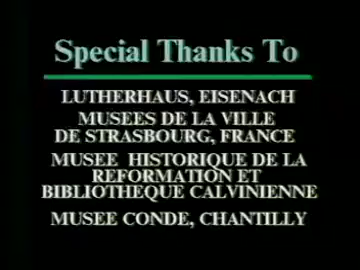 Special Thanks To
LUTHERHAUS, EISENACH
MUSEES DE LA VILLE
DE STRASBOURG, FRANCE
MUSEE HISTORIQUE DE LA
REFORMATION ET
BIBLIOTHEQUE CALVINIENNE
MUSEE CONDE, CHANTILLY